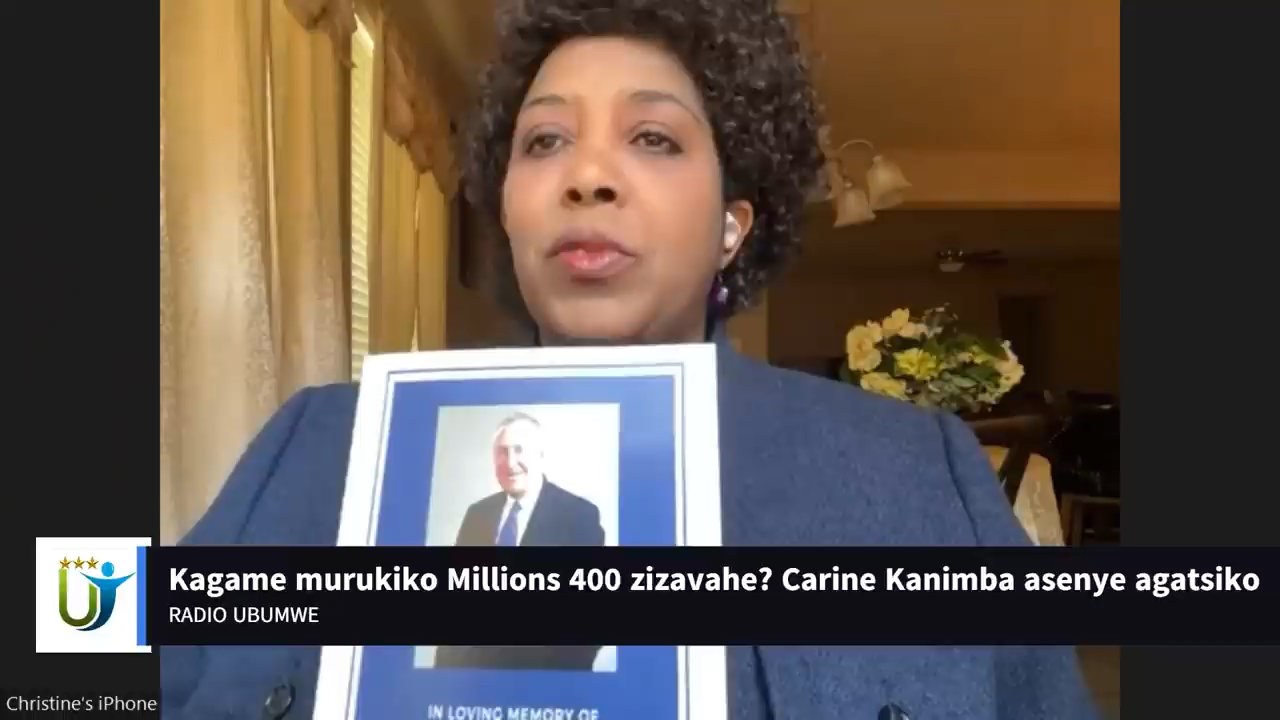 Kagame murukiko Millions 400 zizavahe? Carine Kanimba asenye agatsiko
RADIO UBUMWE
Christine's iPhone
IN LOVING MEMORY OF